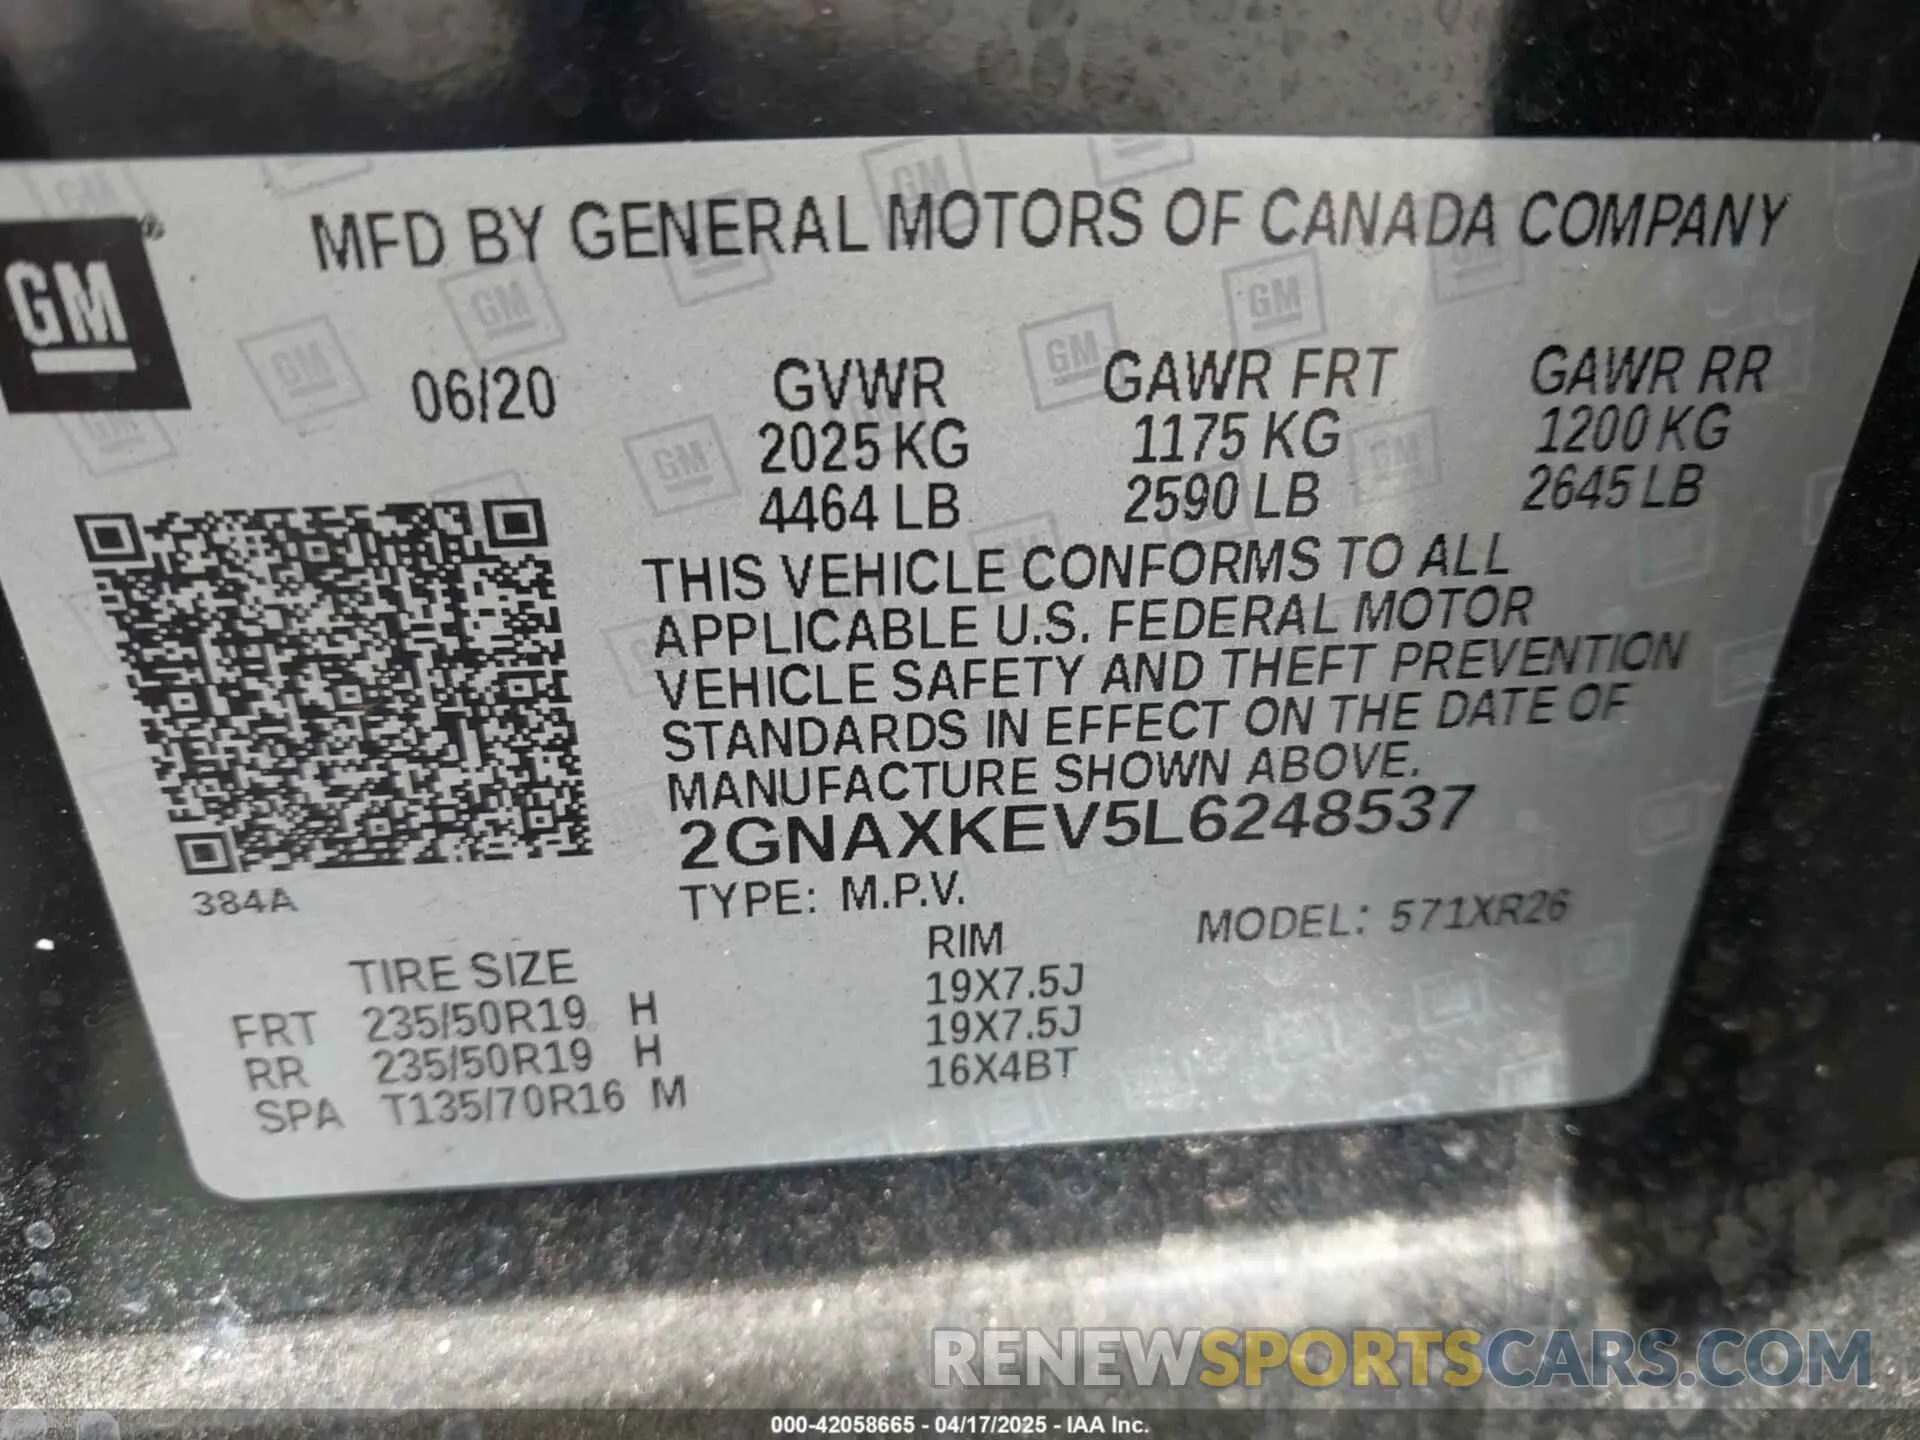 MFD BY GENERAL MOTORS OF CANADA COMPANY
GM
06/20 GVWR GAWR FRT GAWR RR
2025 KG 1175 KG 1200 KG
4464 LB 2590 LB 2645 LB
THIS VEHICLE CONFORMS TO ALL
APPLICABLE U.S. FEDERAL MOTOR
VEHICLE SAFETY AND THEFT PREVENTION
STANDARDS IN EFFECT ON THE DATE OF
MANUFACTURE SHOWN ABOVE.
2GNAXKEV5L6248537
384A
TYPE: M.P.V. MODEL: 571XR26
TIRE SIZE RIM
FRT 235/50R19 H 19X7.5J
RR 235/50R19 H 19X7.5J
SPA T135/70R16 M 16X4BT
RENEWSPORTSCARS.COM
000-42058665 - 04/17/2025 - IAA Inc.